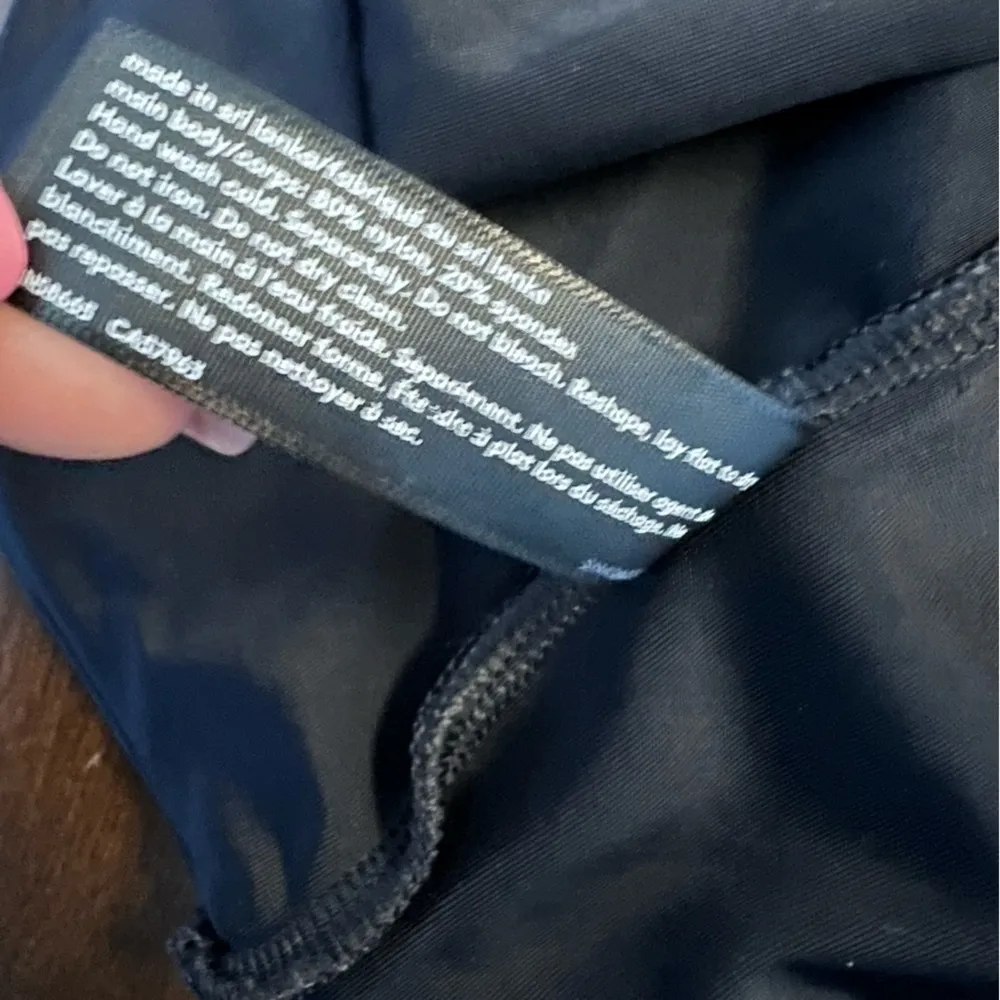 made in sri lanka/fabriqué au sri lanka
main body/corps: 80% nylon, 20% spandex
Hand wash cold. Separately. Do not bleach. Reshape, lay flat to dry
Do not iron. Do not dry clean.
Laver à la main à l'eau froide. Séparément. Ne pas utiliser agent de
blanchiment. Redonner forme, à plat lors du séchage. Ne
pas repasser. Ne pas nettoyer à sec.
CA57965